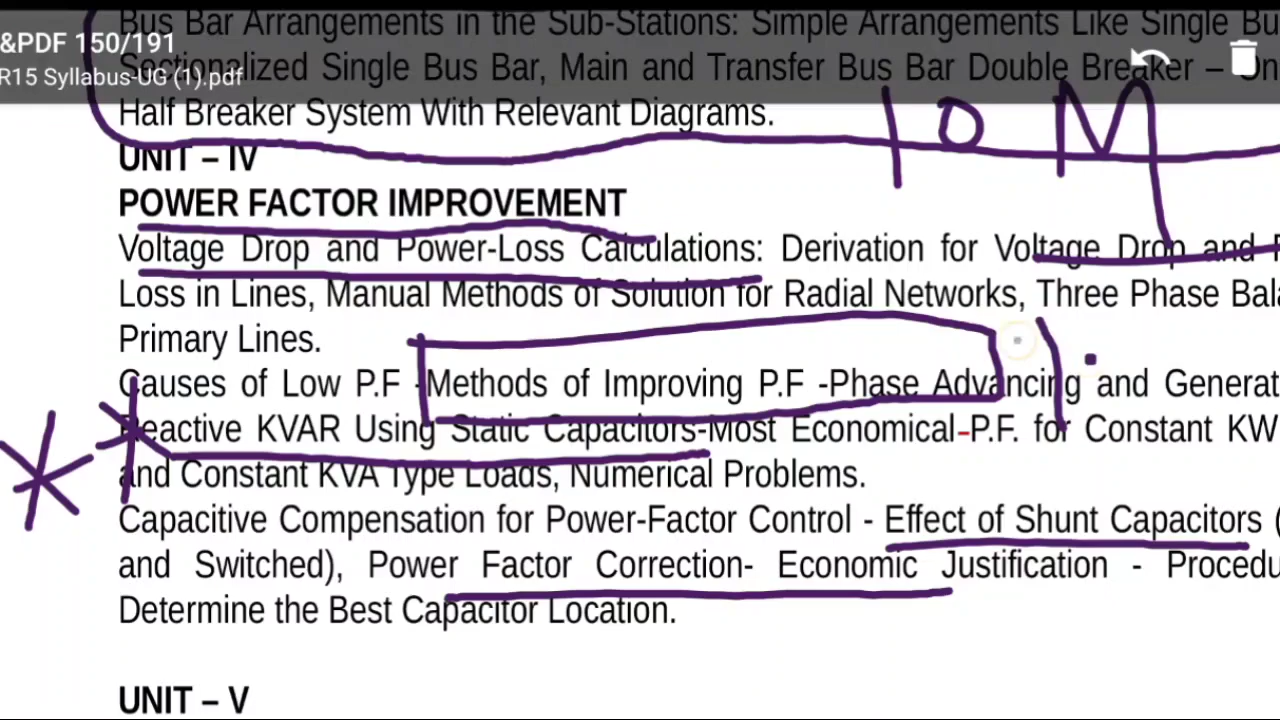 Bus Bar Arrangements in the Sub-Stations: Simple Arrangements Like Single
&PDF 150/191
Sectionalized Single Bus Bar, Main and Transfer Bus Bar Double Breaker –
R15 Syllabus-UG (1).pdf
Half Breaker System With Relevant Diagrams.
10 M
UNIT – IV
POWER FACTOR IMPROVEMENT
Voltage Drop and Power-Loss Calculations: Derivation for Voltage Drop and
Loss in Lines, Manual Methods of Solution for Radial Networks, Three Phase
Primary Lines.
Causes of Low P.F - Methods of Improving P.F -Phase Advancing and
Reactive KVAR Using Static Capacitors-Most Economical-P.F. for Constant KW
and Constant KVA Type Loads, Numerical Problems.
Capacitive Compensation for Power-Factor Control - Effect of Shunt Capacitors
and Switched), Power Factor Correction- Economic Justification -
Determine the Best Capacitor Location.
UNIT – V